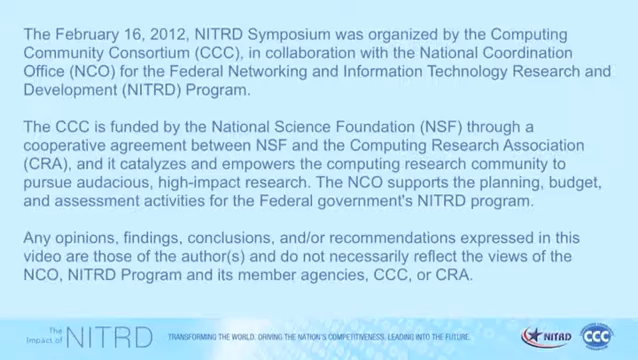 The February 16, 2012, NITRD Symposium was organized by the Computing
Community Consortium (CCC), in collaboration with the National Coordination
Office (NCO) for the Federal Networking and Information Technology Research and
Development (NITRD) Program.
The CCC is funded by the National Science Foundation (NSF) through a
cooperative agreement between NSF and the Computing Research Association
(CRA), and it catalyzes and empowers the computing research community to
pursue audacious, high-impact research. The NCO supports the planning, budget,
and assessment activities for the Federal government's NITRD program.
Any opinions, findings, conclusions, and/or recommendations expressed in this
video are those of the author(s) and do not necessarily reflect the views of the
NCO, NITRD Program and its member agencies, CCC, or CRA.
The Impact of NITRD
TRANSFORMING THE WORLD. DRIVING THE NATION'S COMPETITIVENESS. LEADING INTO THE FUTURE.
NITRD
CCC